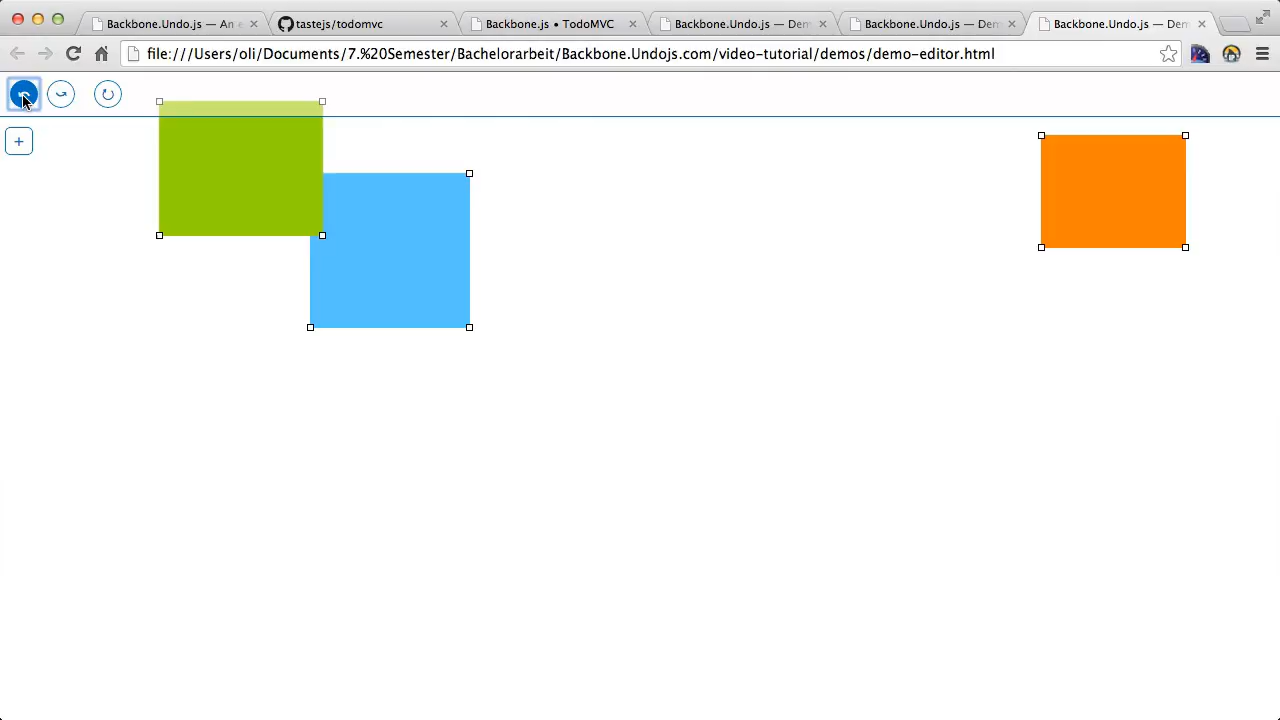 Backbone.Undo.js — An e
tastejs/todomvc
Backbone.js • TodoMVC
Backbone.Undo.js — Dem
Backbone.Undo.js — Dem
Backbone.Undo.js — Dem
file:///Users/oli/Documents/7.%20Semester/Bachelorarbeit/Backbone.Undojs.com/video-tutorial/demos/demo-editor.html